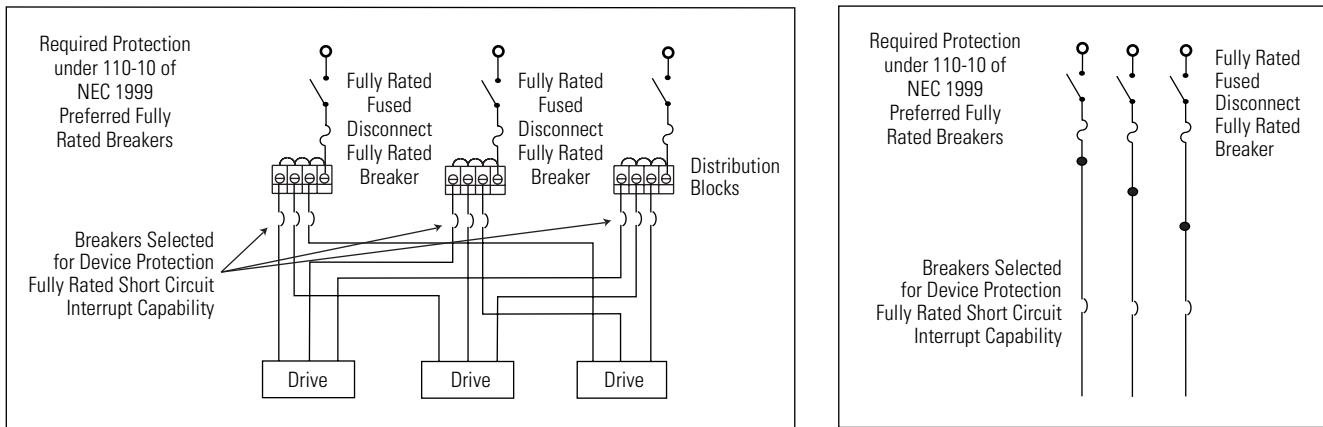 Required Protection
under 110-10 of
NEC 1999
Preferred Fully
Rated Breakers
Fully Rated
Fused
Disconnect
Fully Rated
Breaker
Fully Rated
Fused
Disconnect
Fully Rated
Breaker
Distribution
Blocks
Breakers Selected
for Device Protection
Fully Rated Short Circuit
Interrupt Capability
Drive
Drive
Drive
Required Protection
under 110-10 of
NEC 1999
Preferred Fully
Rated Breakers
Fully Rated
Fused
Disconnect
Fully Rated
Breaker
Breakers Selected
for Device Protection
Fully Rated Short Circuit
Interrupt Capability